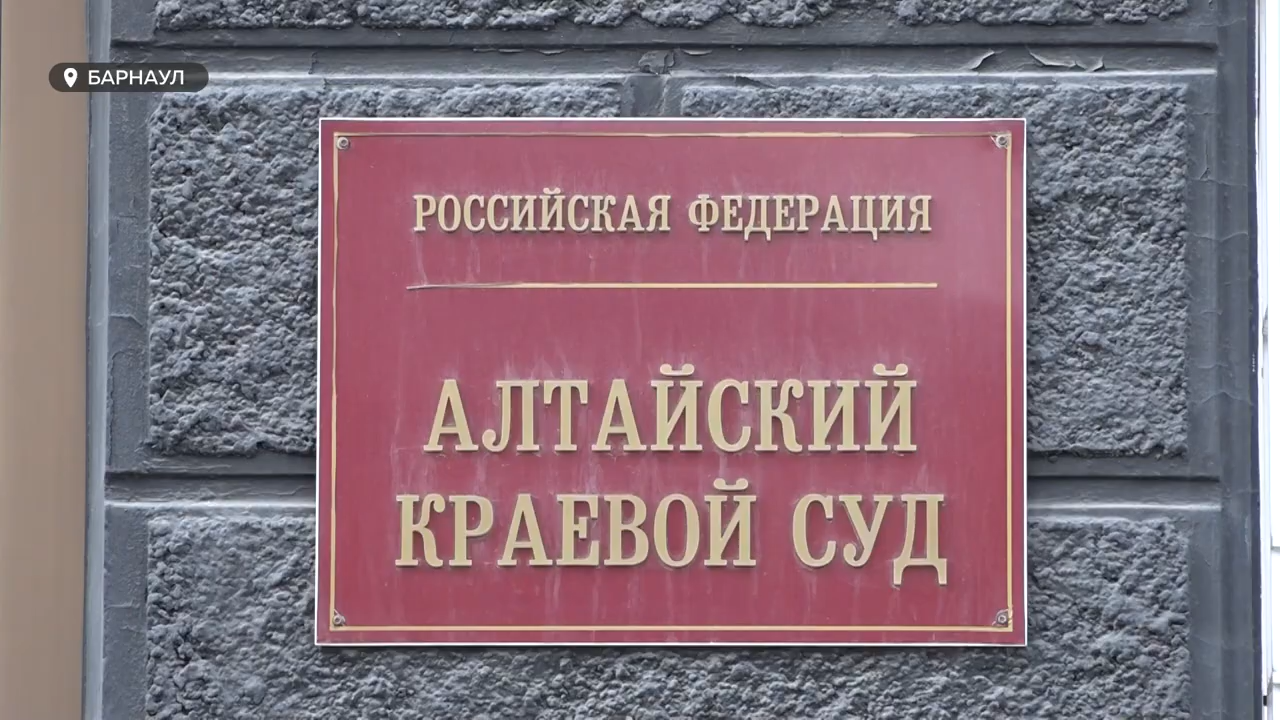 БАРНАУЛ
РОССИЙСКАЯ ФЕДЕРАЦИЯ
АЛТАЙСКИЙ
КРАЕВОЙ СУД